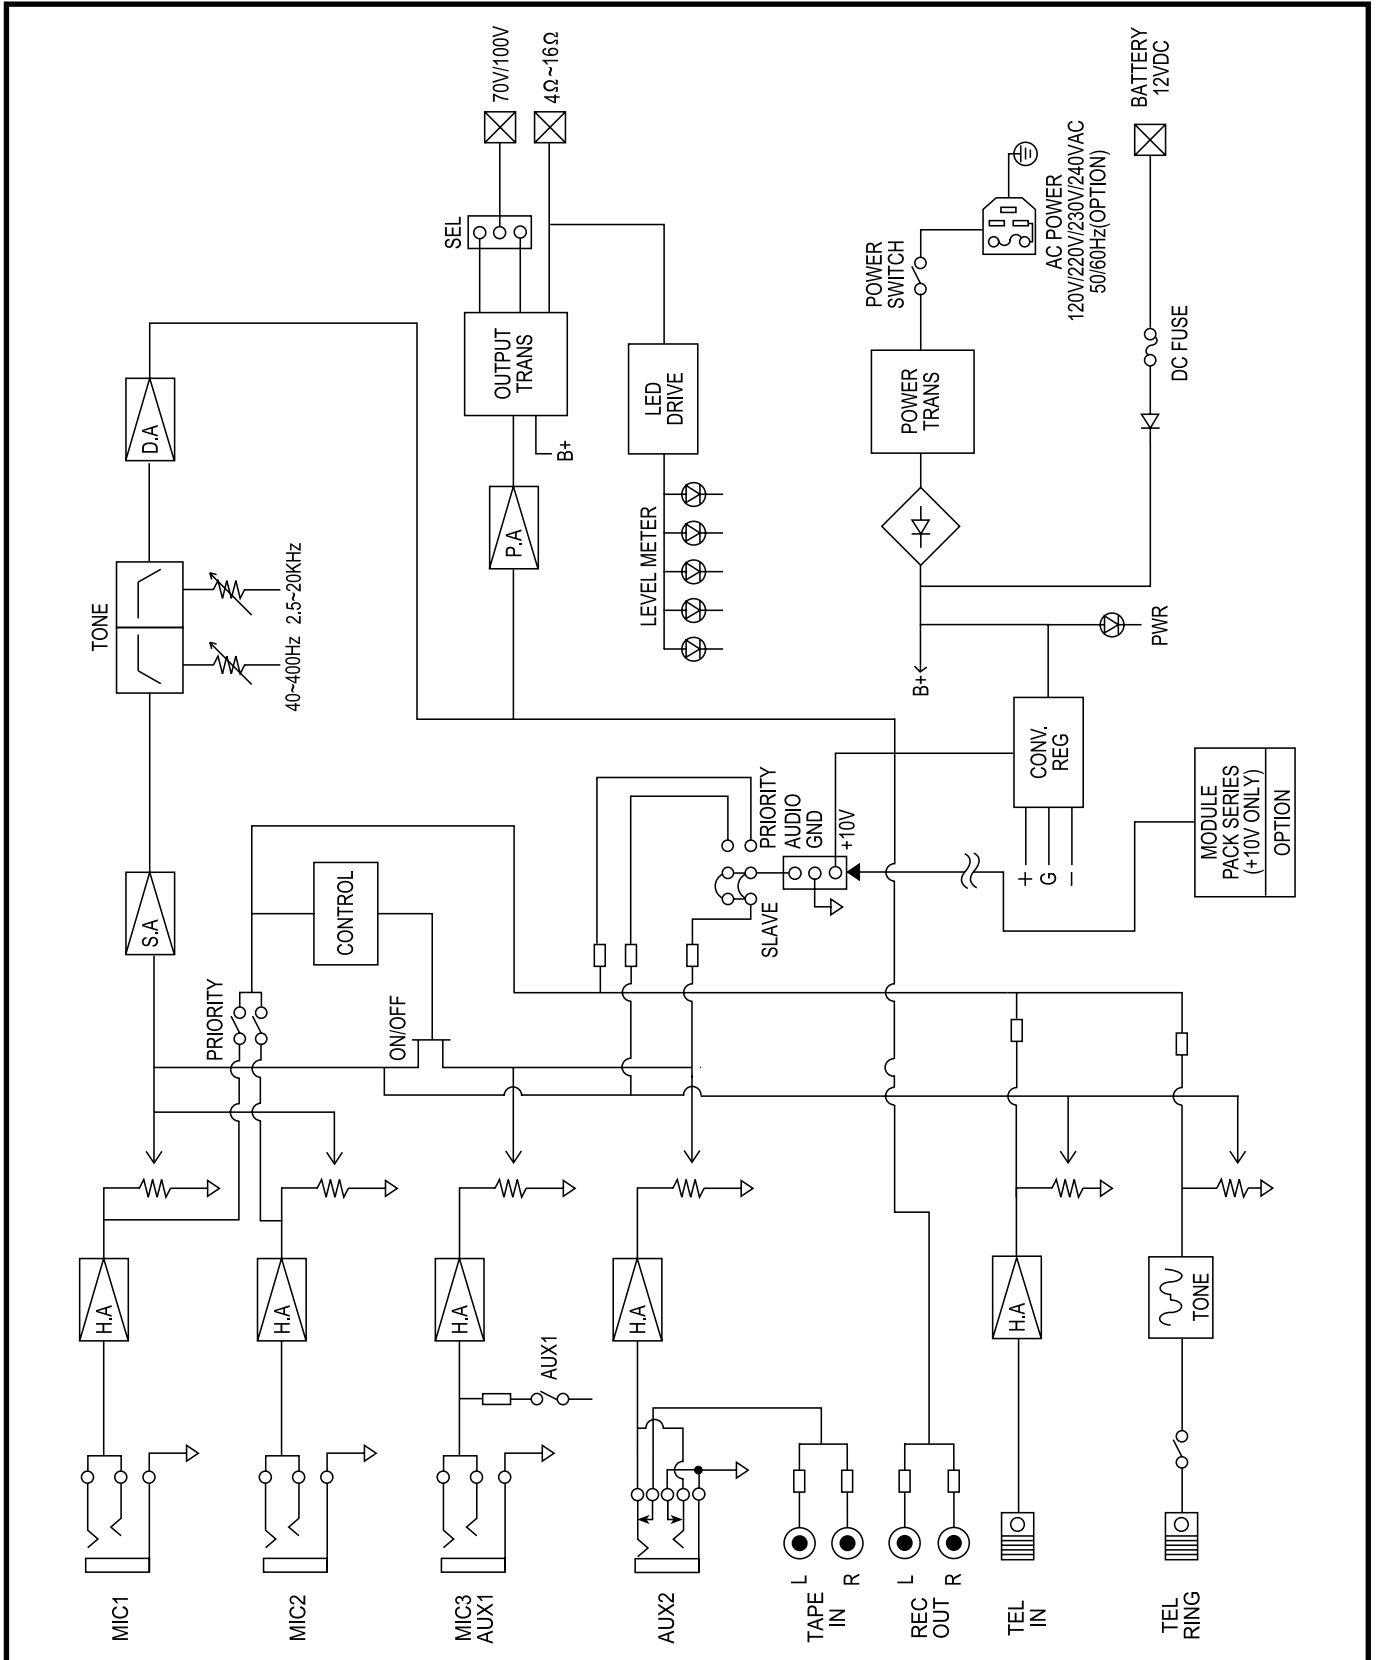 70V/100V
4Ω~16Ω
BATTERY
12VDC
SEL
AC POWER
120V/220V/230V/240VAC
50/60Hz(OPTION)
POWER
SWITCH
OUTPUT
TRANS
LED
DRIVE
POWER
TRANS
DC FUSE
D.A
B+
P.A
LEVEL METER
TONE
40~400Hz
2.5~20KHz
PWR
B+
CONV.
REG
+
G
−
MODULE
PACK SERIES
(+10V ONLY)
OPTION
PRIORITY
AUDIO
GND
+10V
SLAVE
S.A
CONTROL
PRIORITY
ON/OFF
H.A
H.A
H.A
H.A
H.A
TONE
AUX1
MIC1
MIC2
MIC3
AUX1
AUX2
L
R
TAPE
IN
L
R
REC
OUT
TEL
IN
TEL
RING